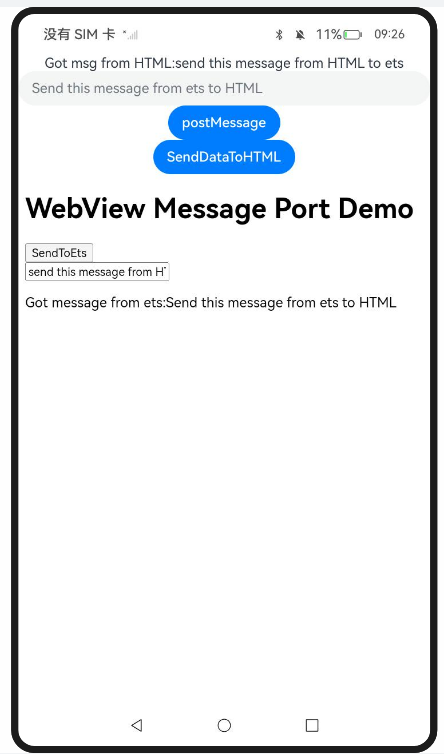 没有 SIM 卡 11% 09:26
Got msg from HTML:send this message from HTML to ets
Send this message from ets to HTML
postMessage
SendDataToHTML
WebView Message Port Demo
SendToEts
send this message from H
Got message from ets:Send this message from ets to HTML